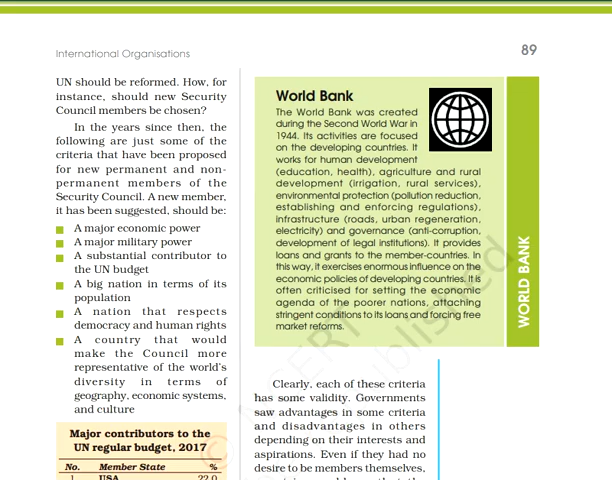 International Organisations
89
UN should be reformed. How, for
instance, should new Security
Council members be chosen?
In the years since then, the
following are just some of the
criteria that have been proposed
for new permanent and non-
permanent members of the
Security Council. A new member,
it has been suggested, should be:
A major economic power
A major military power
A substantial contributor to
the UN budget
A big nation in terms of its
population
A nation that respects
democracy and human rights
A country that would
make the Council more
representative of the world's
diversity in terms of
geography, economic systems,
and culture
Major contributors to the
UN regular budget, 2017
No. Member State %
1 USA 22.0
World Bank
The World Bank was created
during the Second World War in
1944. Its activities are focused
on the developing countries. It
works for human development
(education, health), agriculture and rural
development (irrigation, rural services),
environmental protection (pollution reduction,
establishing and enforcing regulations),
infrastructure (roads, urban regeneration,
electricity) and governance (anti-corruption,
development of legal institutions). It provides
loans and grants to the member-countries. In
this way, it exercises enormous influence on the
economic policies of developing countries. It is
often criticised for setting the economic
agenda of the poorer nations, attaching
stringent conditions to its loans and forcing free
market reforms.
WORLD BANK
Clearly, each of these criteria
has some validity. Governments
saw advantages in some criteria
and disadvantages in others
depending on their interests and
aspirations. Even if they had no
desire to be members themselves,